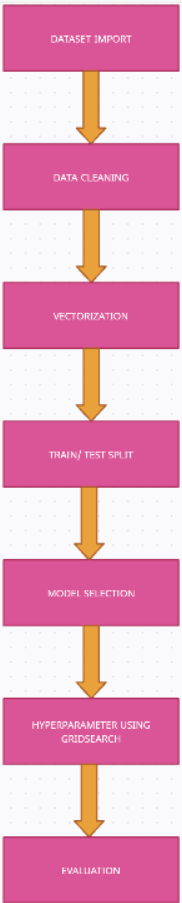 DATASET IMPORT
DATA CLEANING
VECTORIZATION
TRAIN/ TEST SPLIT
MODEL SELECTION
HYPERPARAMETER USING
GRIDSEARCH
EVALUATION